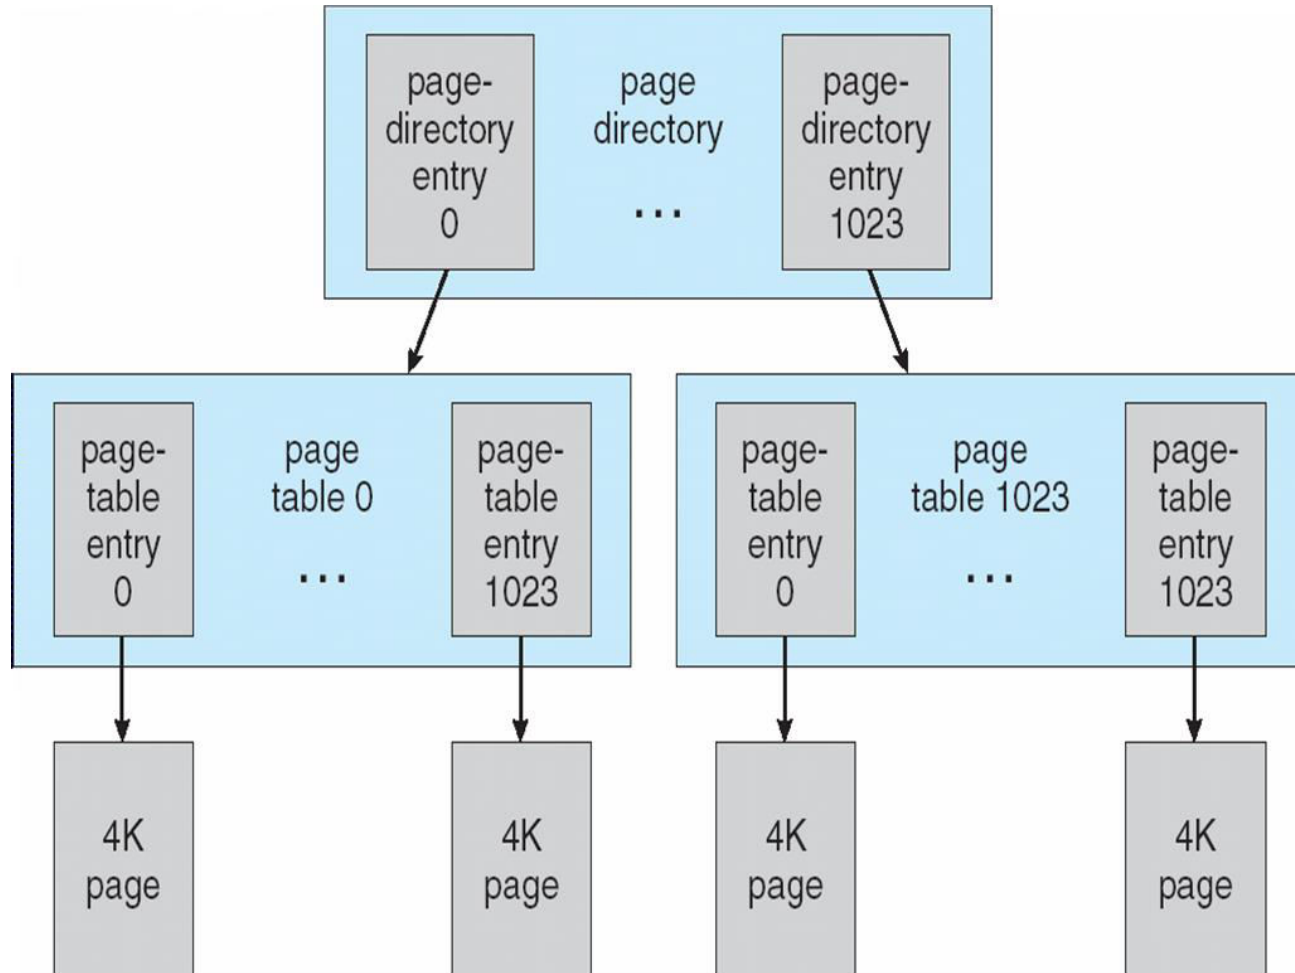 page-
directory
entry
0
page
directory
...
page-
directory
entry
1023
page-
table
entry
0
page
table 0
...
page-
table
entry
1023
page-
table
entry
0
page
table 1023
...
page-
table
entry
1023
4K
page
4K
page
4K
page
4K
page